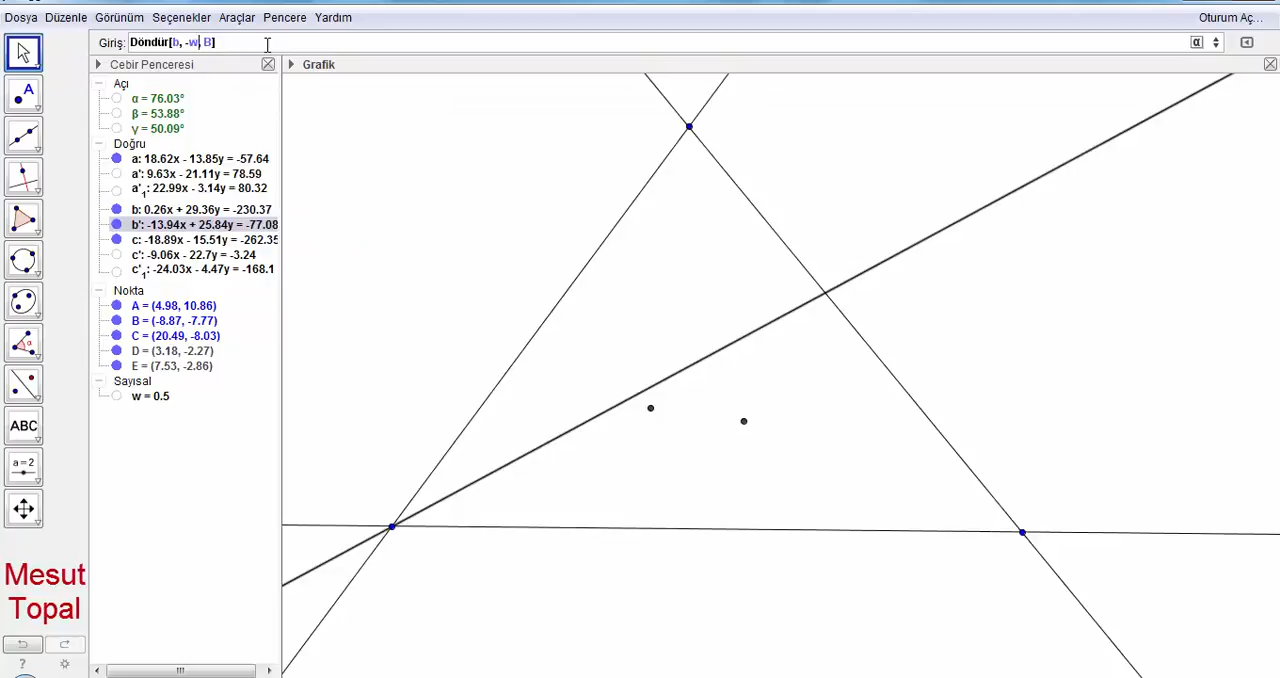 Dosya Düzenle Görünüm Seçenekler Araçlar Pencere Yardım Oturum Aç...
Giriş: Döndür[b, -w, B] α
Cebir Penceresi Grafik
Açı
α = 76.03°
β = 53.88°
γ = 50.09°
Doğru
a: 18.62x - 13.85y = -57.64
a': 9.63x - 21.11y = 78.59
a'₁: 22.99x - 3.14y = 80.32
b: 0.26x + 29.36y = -230.37
b': -13.94x + 25.84y = -77.08
c: -18.89x - 15.51y = -262.35
c': -9.06x - 22.7y = -3.24
c'₁: -24.03x - 4.47y = -168.1
Nokta
A = (4.98, 10.86)
B = (-8.87, -7.77)
C = (20.49, -8.03)
D = (3.18, -2.27)
E = (7.53, -2.86)
Sayısal
w = 0.5
A
α
ABC
a = 2
Mesut
Topal
?